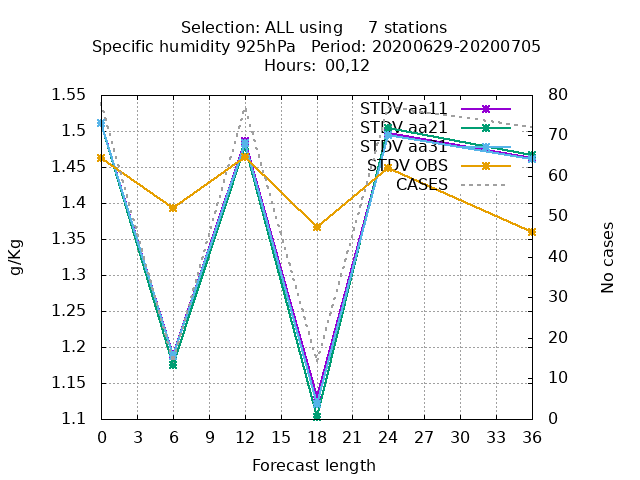 Selection: ALL using     7 stations
Specific humidity 925hPa   Period: 20200629-20200705
Hours: 00,12
STDV aa11
STDV aa21
STDV aa31
STDV OBS
CASES
1.55
1.5
1.45
1.4
1.35
1.3
1.25
1.2
1.15
1.1
80
70
60
50
40
30
20
10
0
g/Kg
No cases
0 3 6 9 12 15 18 21 24 27 30 33 36
Forecast length